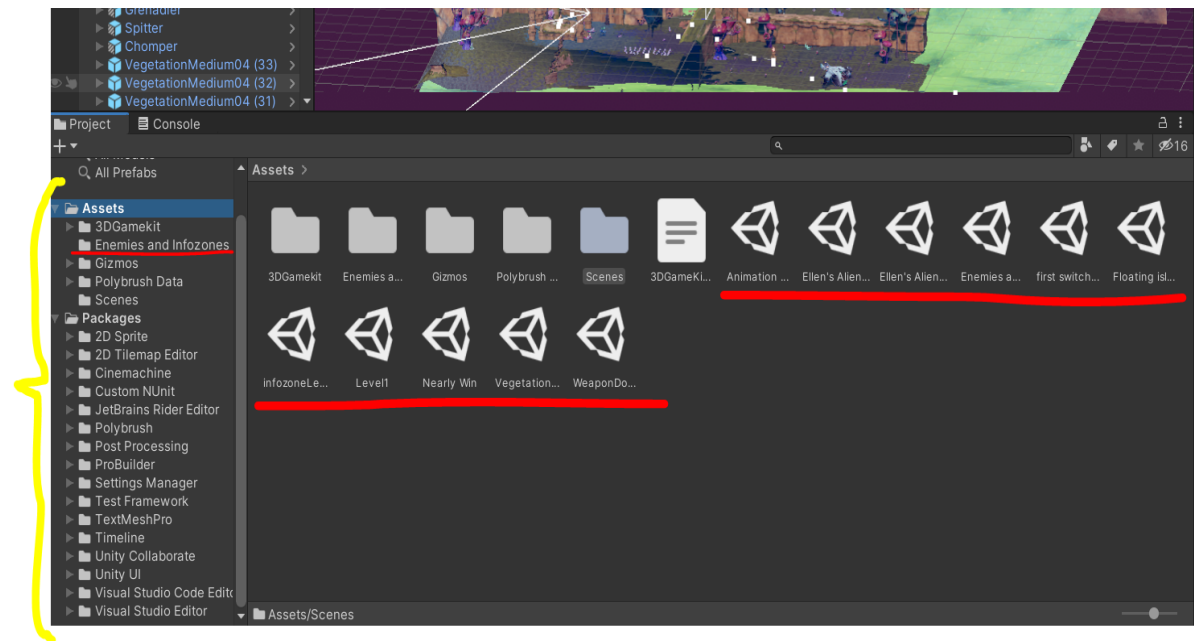 Grenadier
Spitter
Chomper
VegetationMedium04 (33)
VegetationMedium04 (32)
VegetationMedium04 (31)
Project Console
16
All Models
All Prefabs
Assets
3DGamekit
Enemies and Infozones
Gizmos
Polybrush Data
Scenes
Packages
2D Sprite
2D Tilemap Editor
Cinemachine
Custom NUnit
JetBrains Rider Editor
Polybrush
Post Processing
ProBuilder
Settings Manager
Test Framework
TextMeshPro
Timeline
Unity Collaborate
Unity UI
Visual Studio Code Edito
Visual Studio Editor
Assets >
3DGamekit Enemies a... Gizmos Polybrush ... Scenes 3DGameKi... Animation ... Ellen's Alien... Ellen's Alien... Enemies a... first switch... Floating isl...
infozoneLe... Level1 Nearly Win Vegetation... WeaponDo...
Assets/Scenes